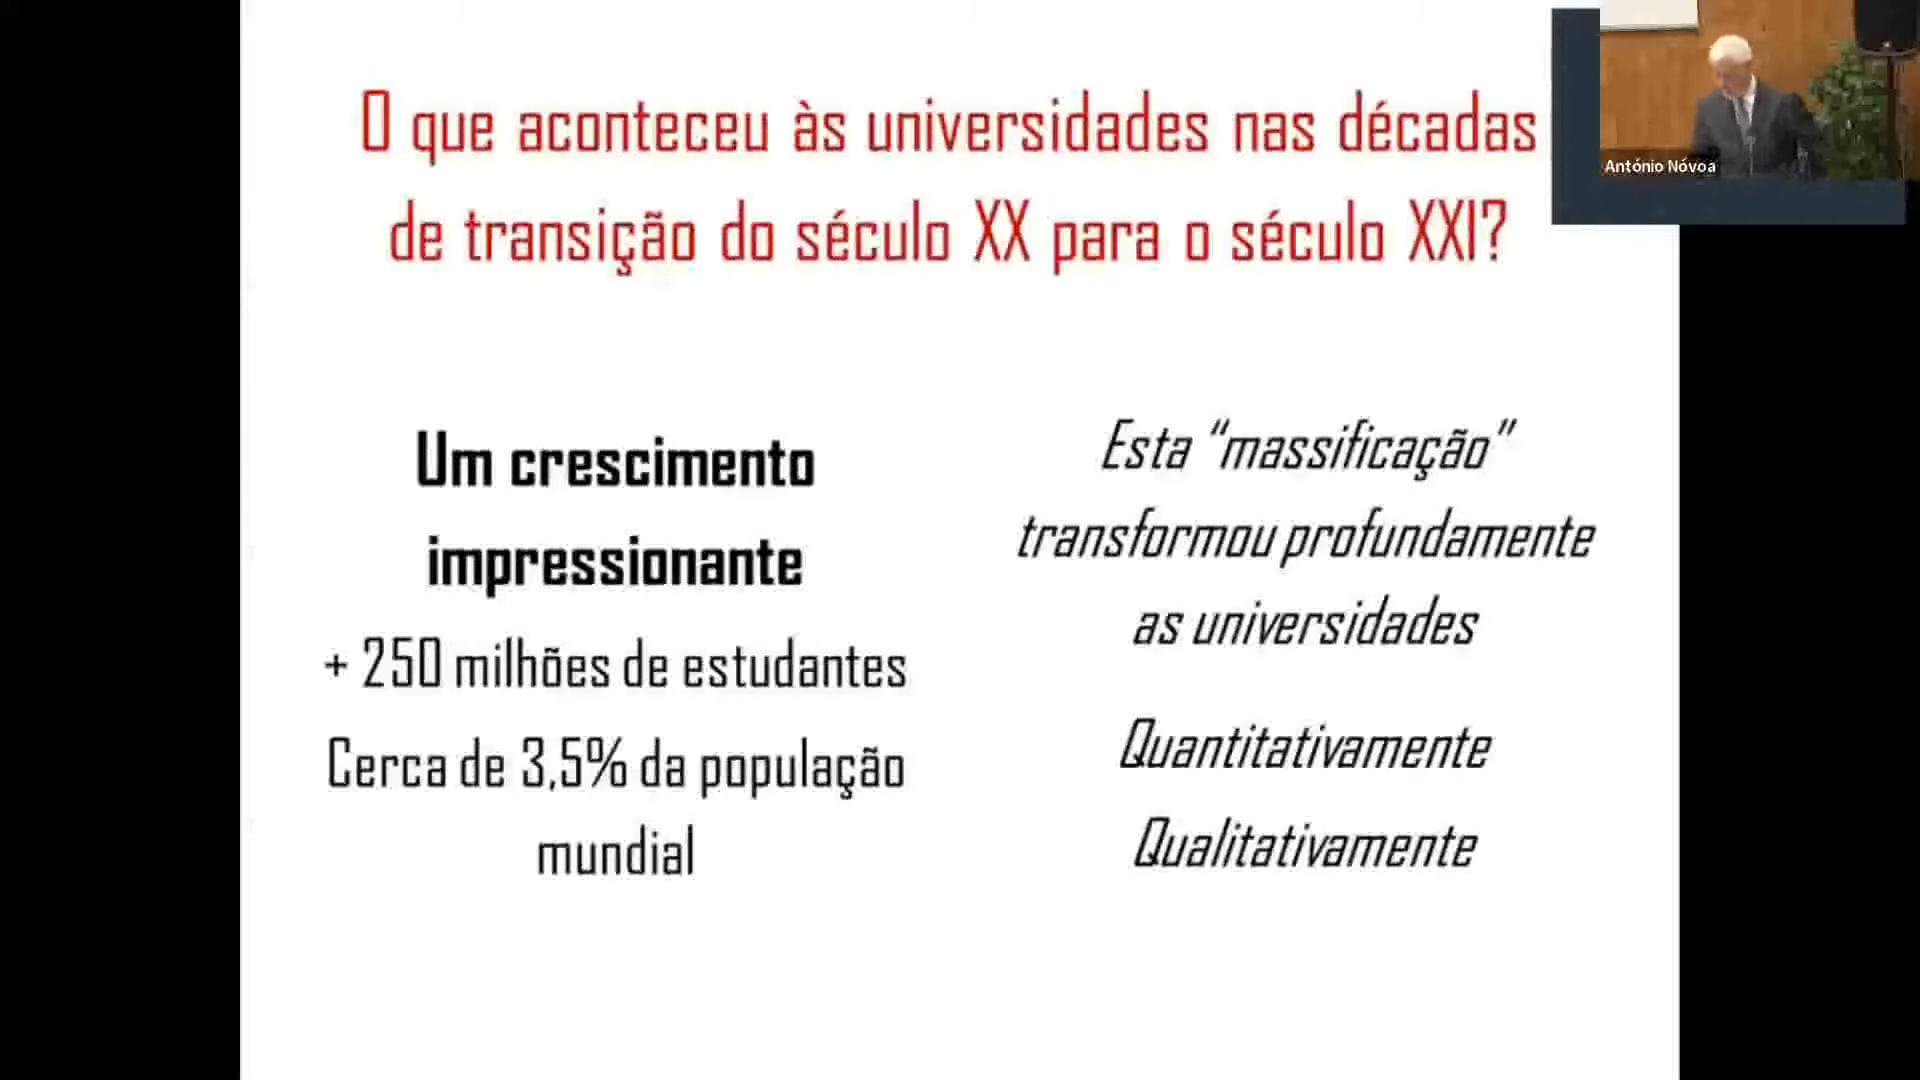 O que aconteceu às universidades nas décadas
de transição do século XX para o século XXI?
Um crescimento
impressionante
+ 250 milhões de estudantes
Cerca de 3,5% da população
mundial
Esta “massificação”
transformou profundamente
as universidades
Quantitativamente
Qualitativamente
António Nóvoa